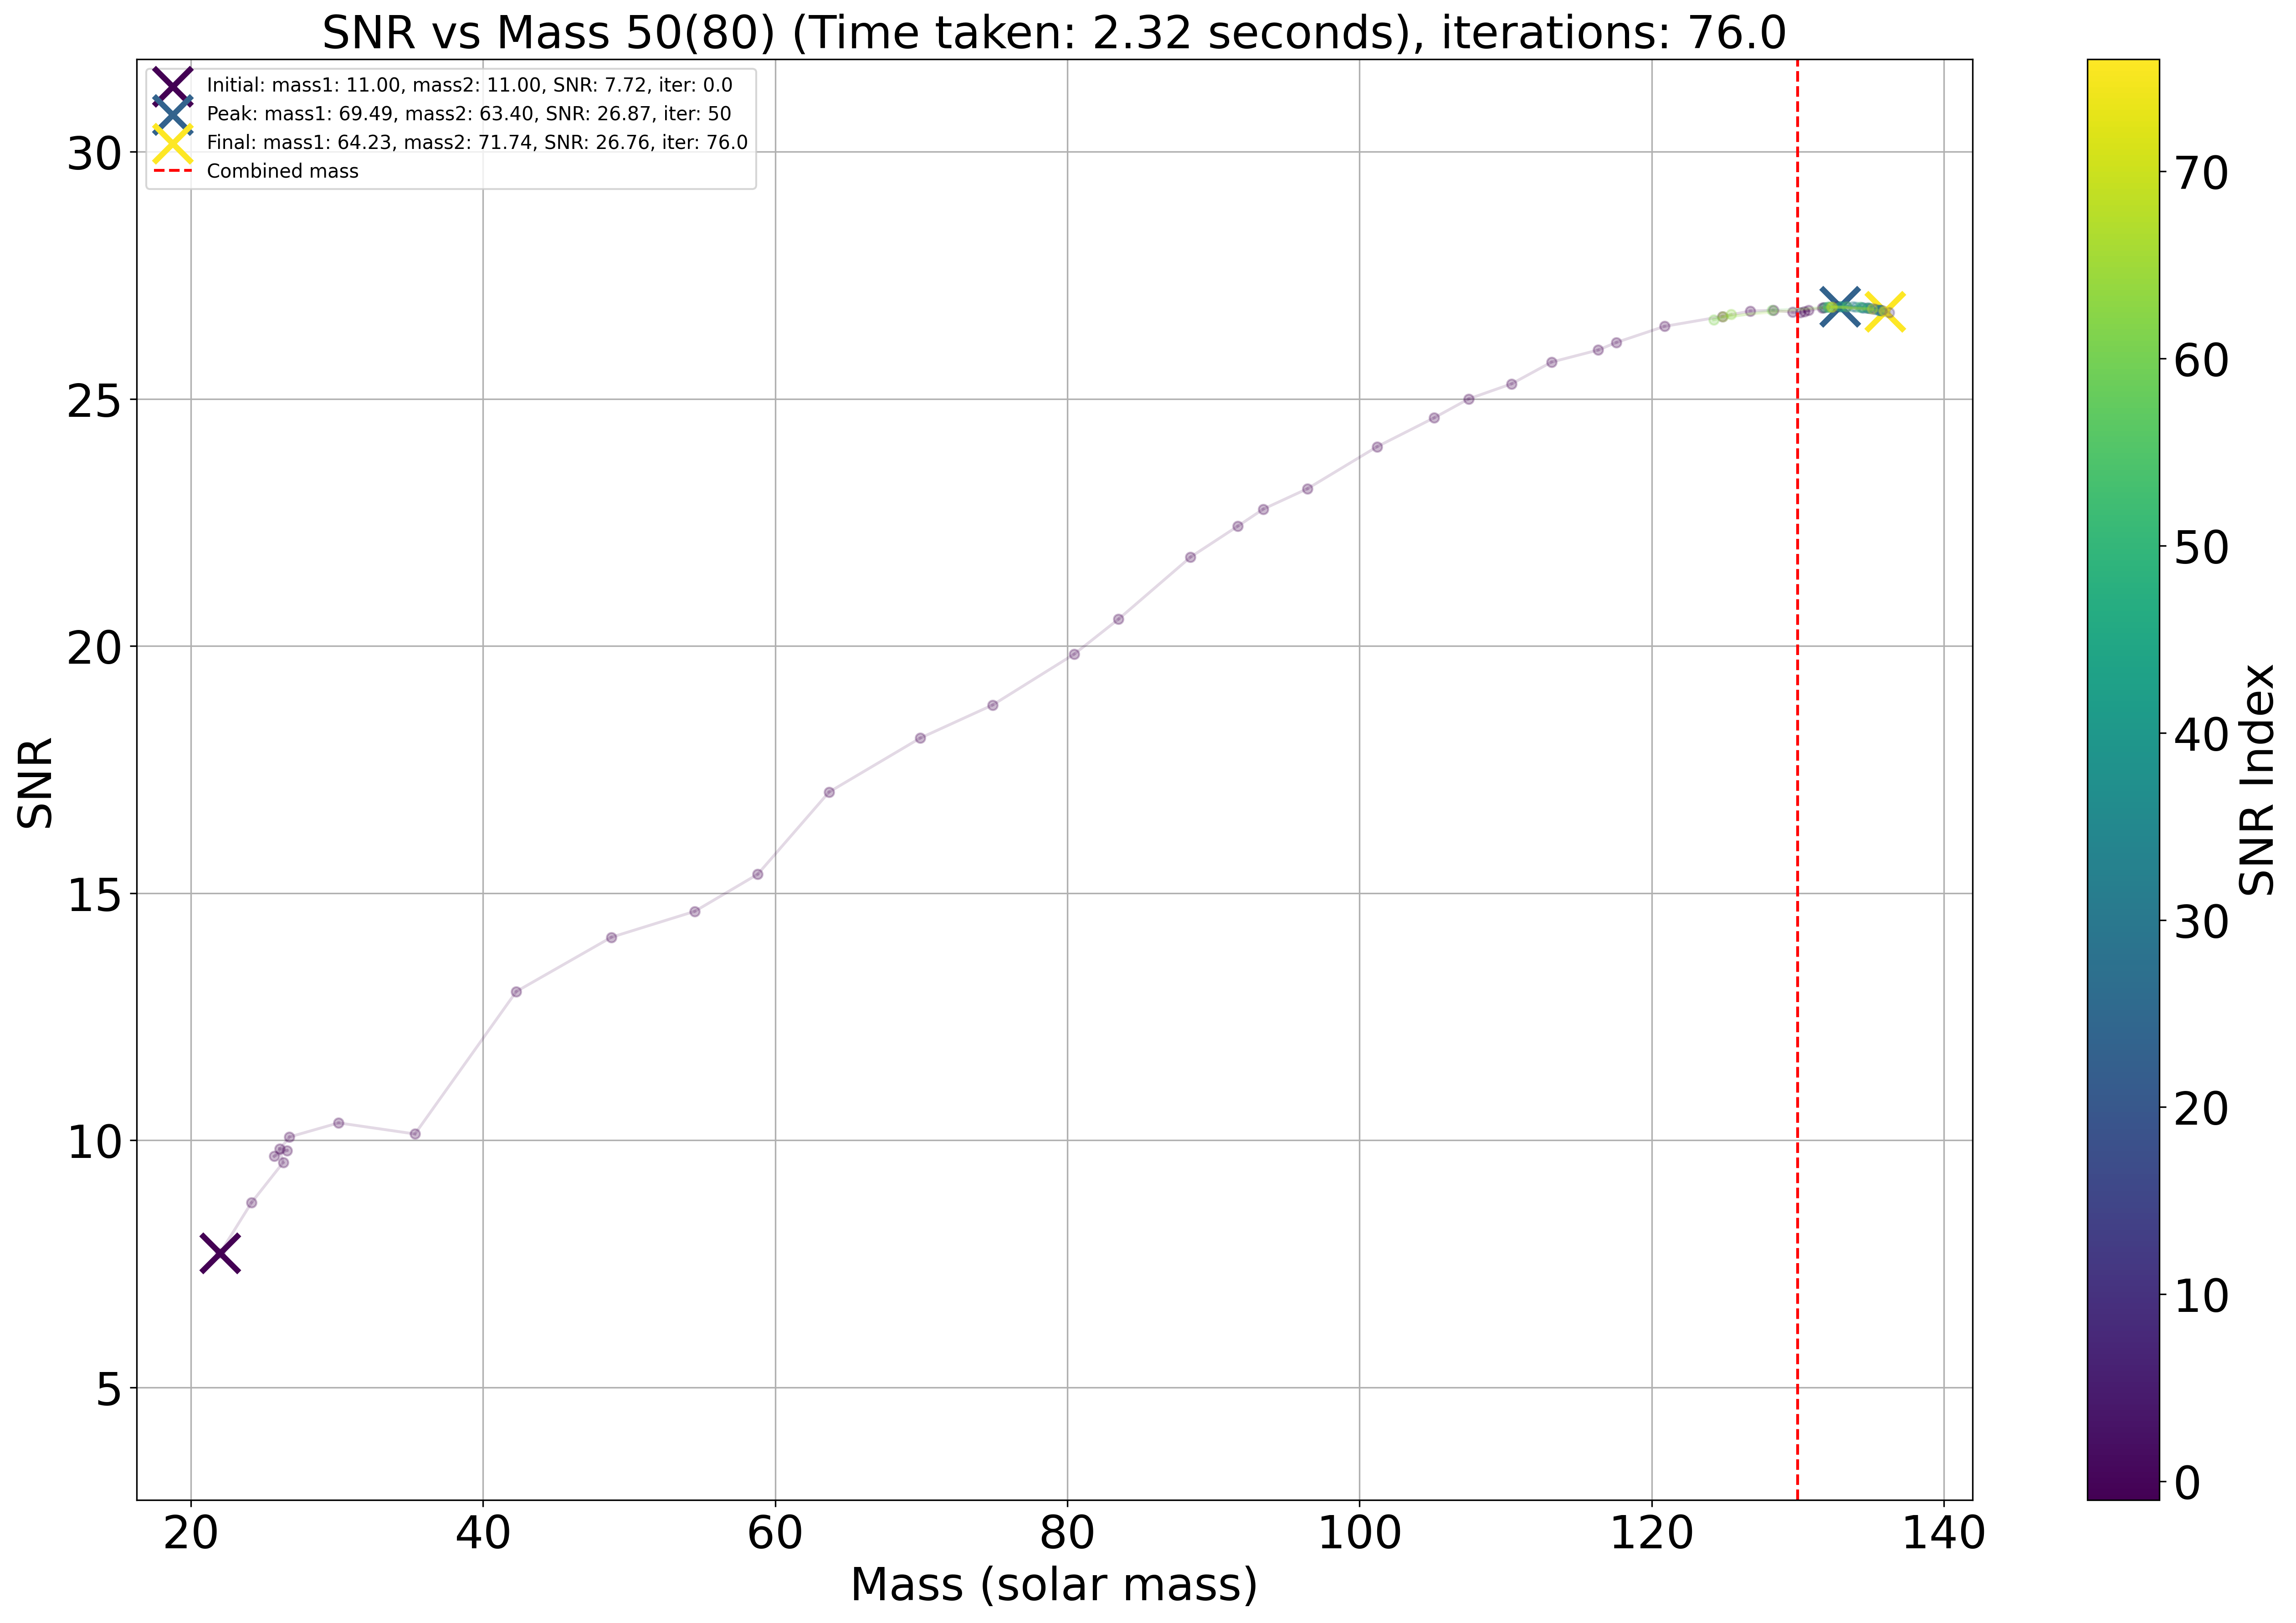 SNR vs Mass 50(80) (Time taken: 2.32 seconds), iterations: 76.0
Initial: mass1: 11.00, mass2: 11.00, SNR: 7.72, iter: 0.0
Peak: mass1: 69.49, mass2: 63.40, SNR: 26.87, iter: 50
Final: mass1: 64.23, mass2: 71.74, SNR: 26.76, iter: 76.0
Combined mass
SNR
30
25
20
15
10
5
20
40
60
80
100
120
140
Mass (solar mass)
70
60
50
40
30
20
10
0
SNR Index